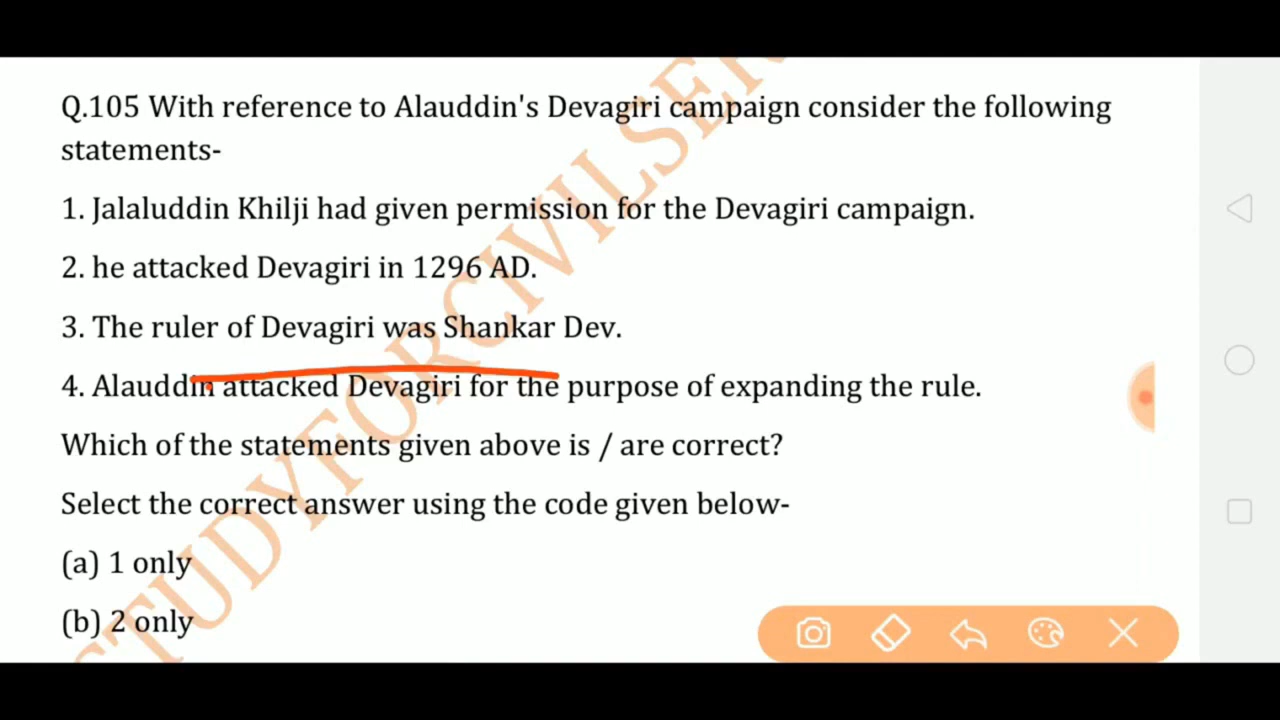 Q.105 With reference to Alauddin's Devagiri campaign consider the following
statements-
1. Jalaluddin Khilji had given permission for the Devagiri campaign.
2. he attacked Devagiri in 1296 AD.
3. The ruler of Devagiri was Shankar Dev.
4. Alauddin attacked Devagiri for the purpose of expanding the rule.
Which of the statements given above is / are correct?
Select the correct answer using the code given below-
(a) 1 only
(b) 2 only
STUDYFORCIVILSER